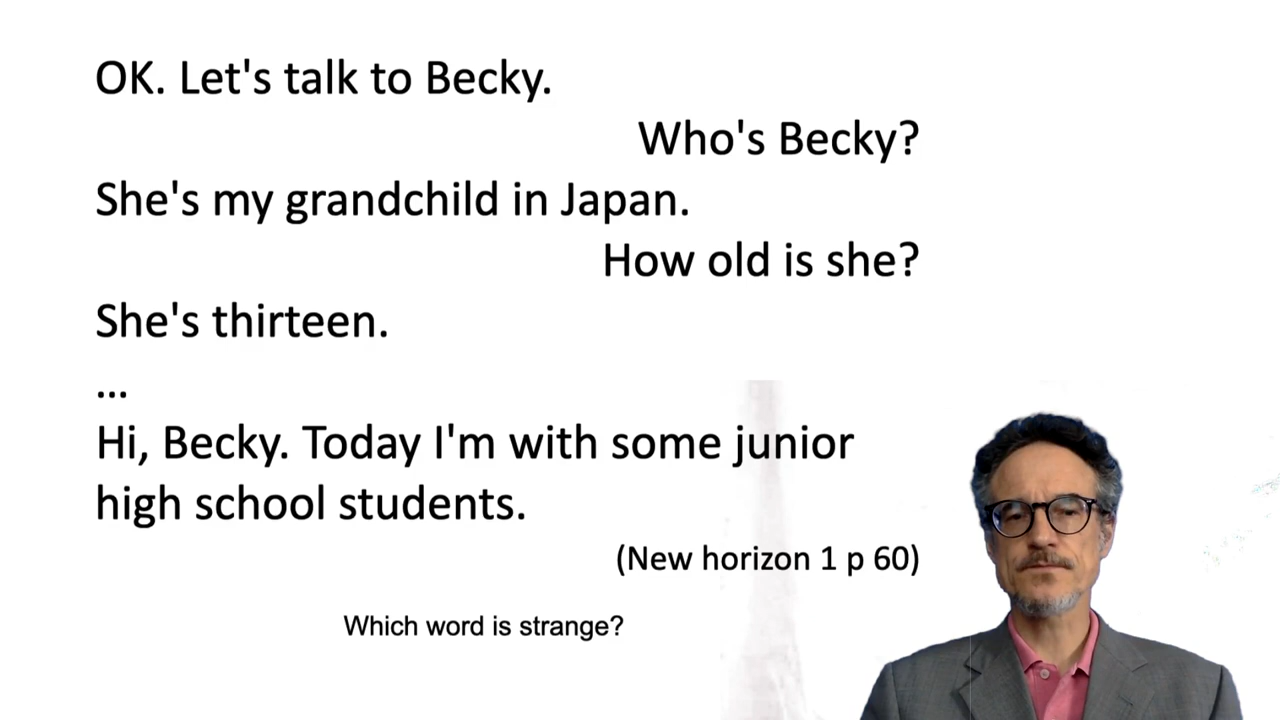 OK. Let's talk to Becky.
Who's Becky?
She's my grandchild in Japan.
How old is she?
She's thirteen.
...
Hi, Becky. Today I'm with some junior
high school students.
(New horizon 1 p 60)
Which word is strange?